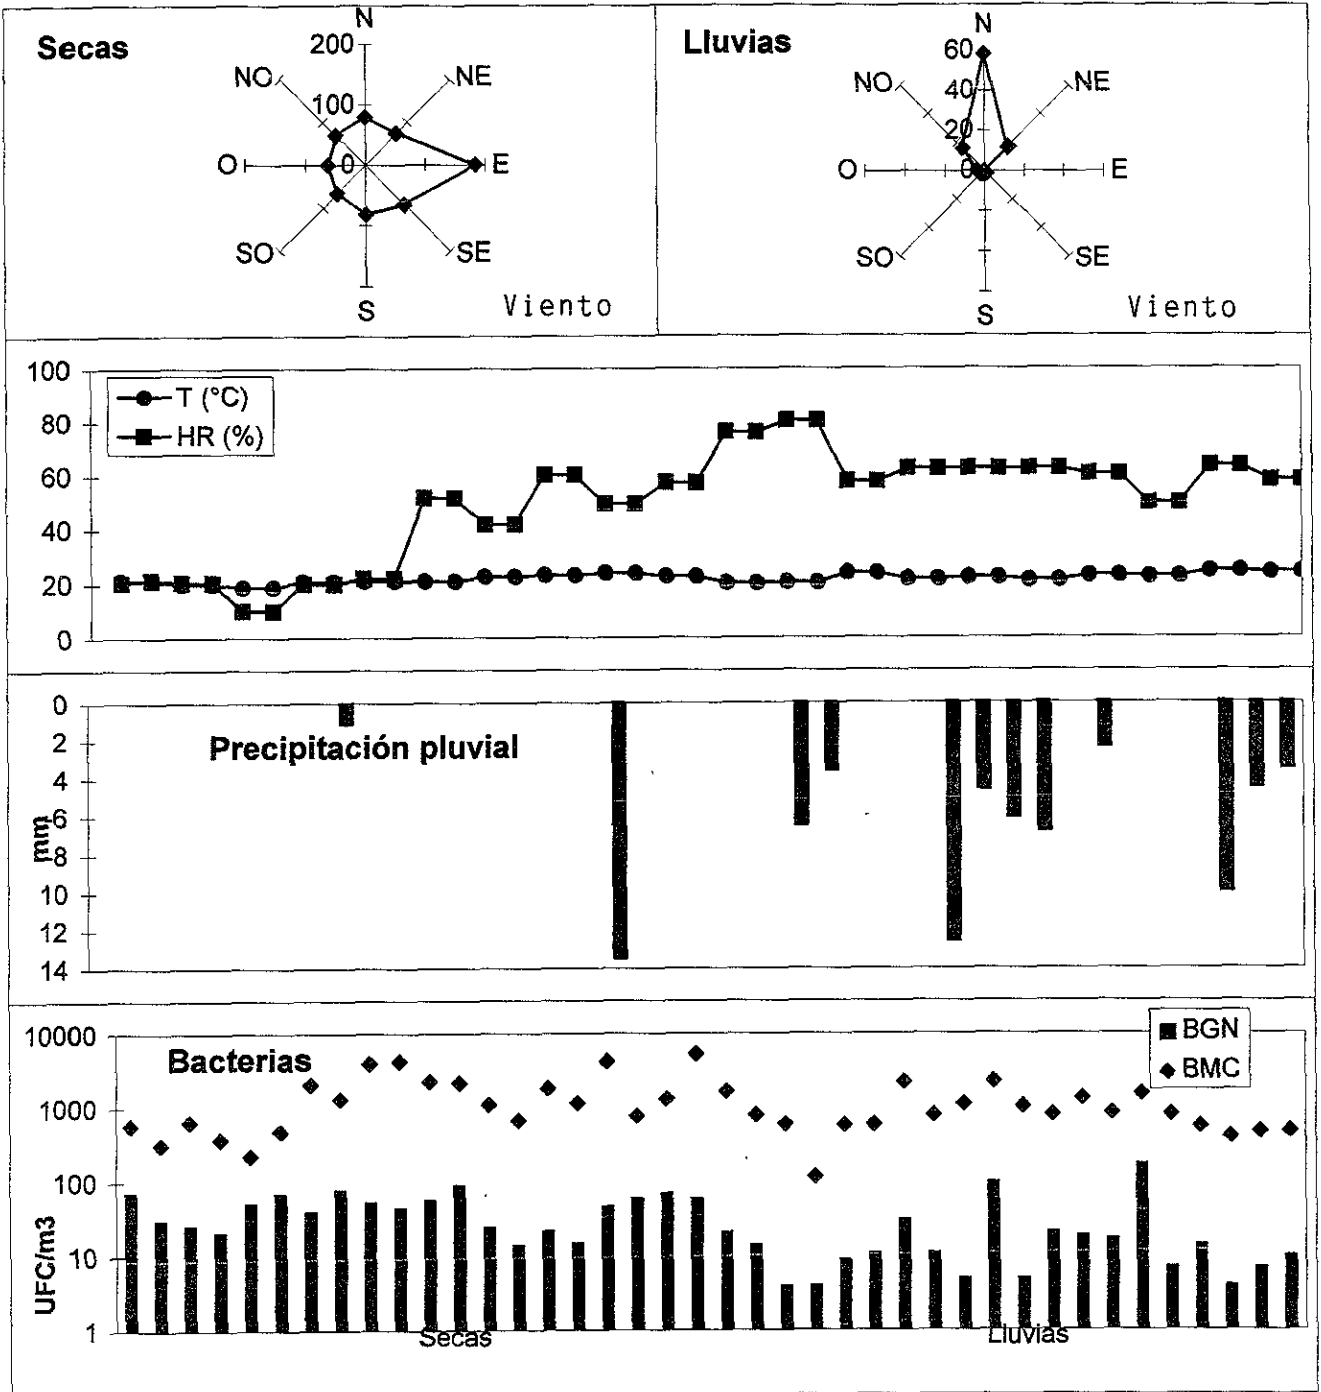 Secas
N
200
NO
NE
100
O
0
E
SO
SE
S
Viento
Lluvias
N
60
NO
NE
40
20
O
0
E
SO
SE
S
Viento
100
T (°C)
80
HR (%)
60
40
20
0
0
2
Precipitación pluvial
4
6
mm
8
10
12
14
10000
Bacterias
BGN
BMC
1000
100
UFC/m3
10
1
Secas
Lluvias